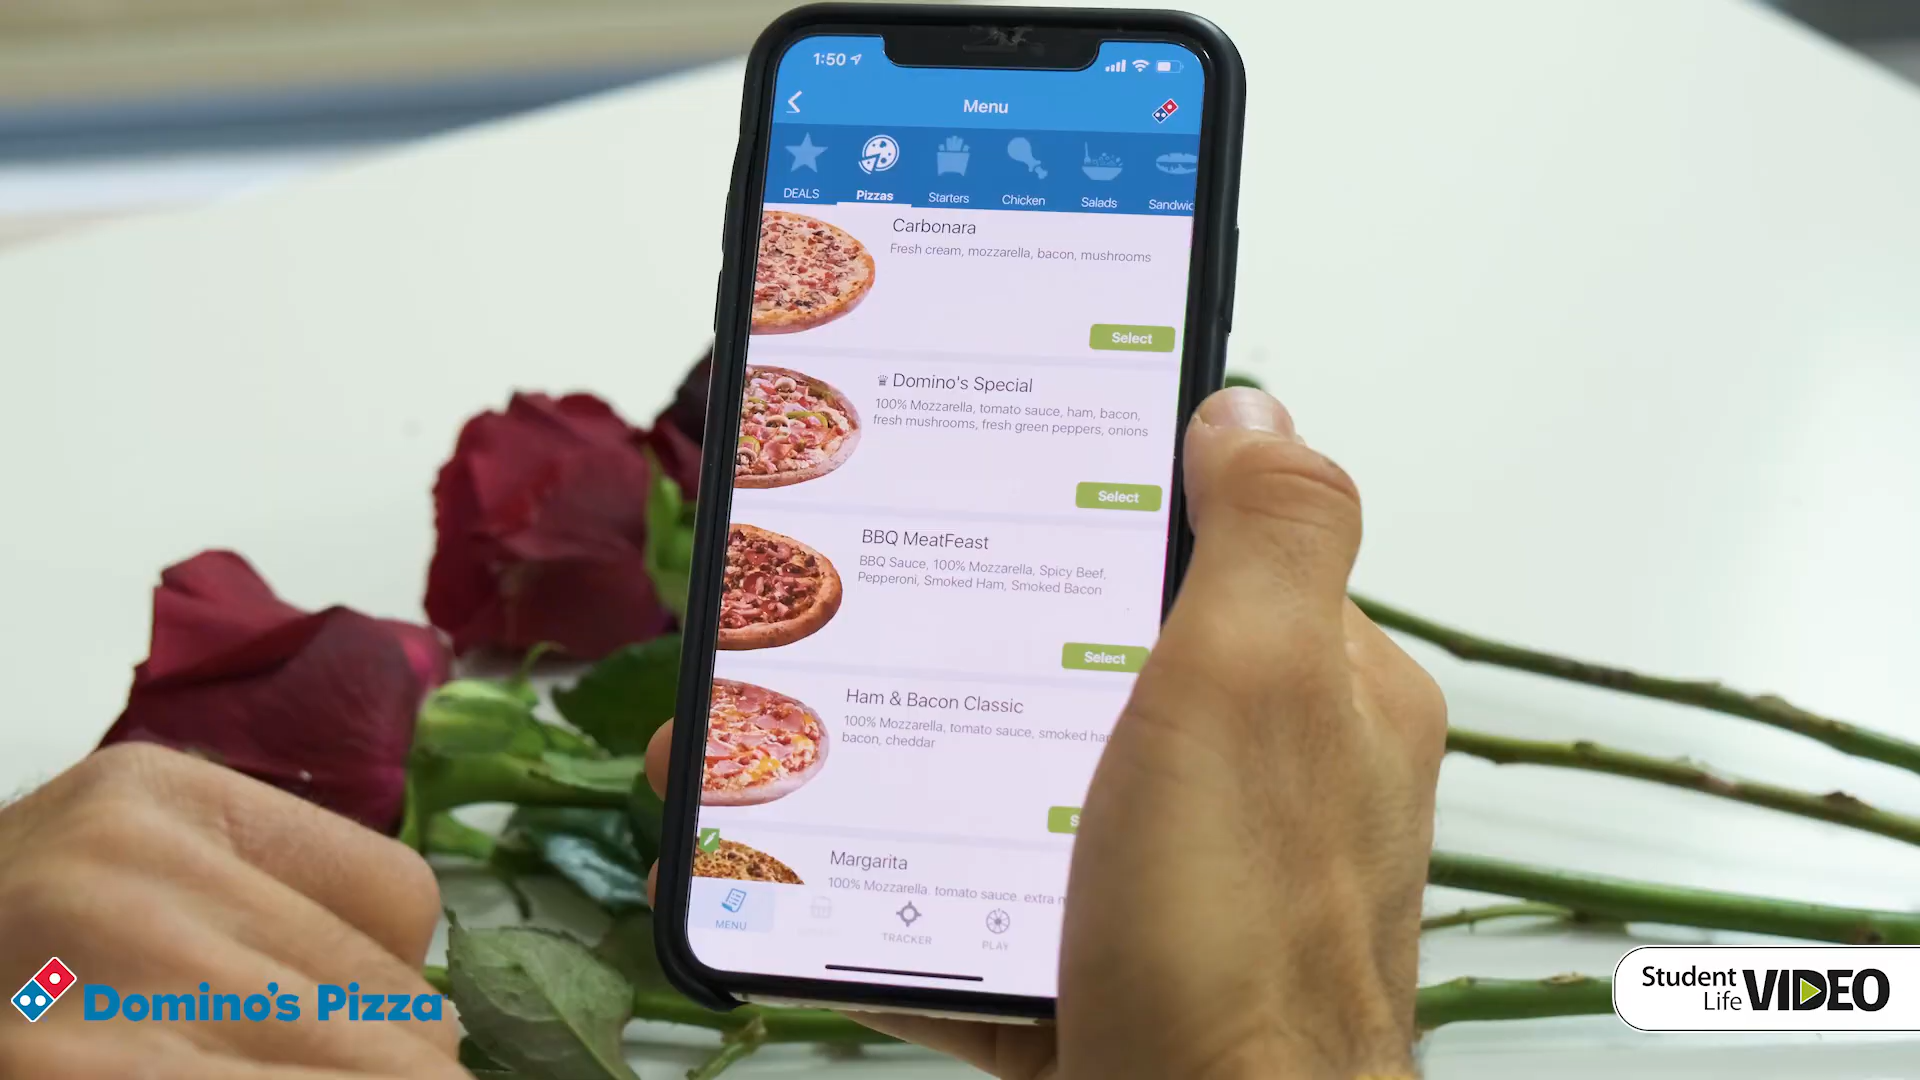 1:50
Menu
DEALS
Pizzas
Starters
Chicken
Salads
Sandwic
Carbonara
Fresh cream, mozzarella, bacon, mushrooms
Select
Domino's Special
100% Mozzarella, tomato sauce, ham, bacon,
fresh mushrooms, fresh green peppers, onions
Select
BBQ MeatFeast
BBQ Sauce, 100% Mozzarella, Spicy Beef,
Pepperoni, Smoked Ham, Smoked Bacon
Select
Ham & Bacon Classic
100% Mozzarella, tomato sauce, smoked ha
bacon, cheddar
S
Margarita
100% Mozzarella, tomato sauce, extra
MENU
TRACKER
PLAY
Domino's Pizza
Student
Life VIDEO